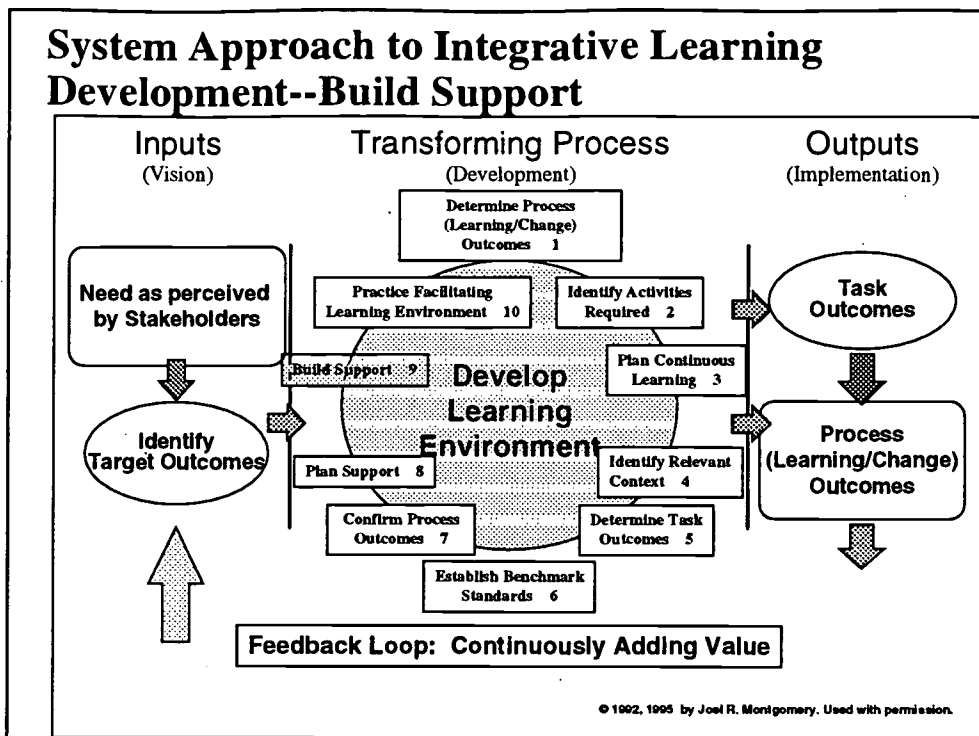 System Approach to Integrative Learning
Development--Build Support
Inputs
(Vision)
Transforming Process
(Development)
Outputs
(Implementation)
Need as perceived
by Stakeholders
Identify
Target Outcomes
Determine Process
(Learning/Change)
Outcomes 1
Identify Activities
Required 2
Plan Continuous
Learning 3
Identify Relevant
Context 4
Determine Task
Outcomes 5
Establish Benchmark
Standards 6
Confirm Process
Outcomes 7
Plan Support 8
Build Support 9
Practice Facilitating
Learning Environment 10
Develop
Learning
Environment
Task
Outcomes
Process
(Learning/Change)
Outcomes
Feedback Loop: Continuously Adding Value
© 1992, 1995 by Joel R. Montgomery. Used with permission.